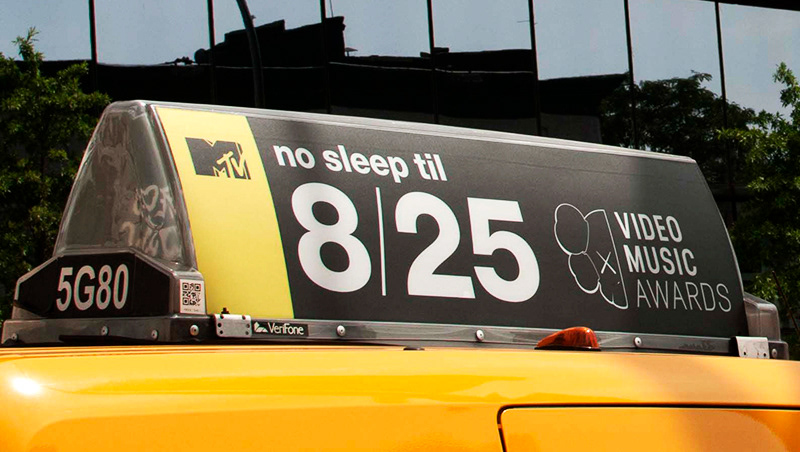 MTV
no sleep til
8|25
VIDEO
MUSIC
AWARDS
5G80
VeriFone